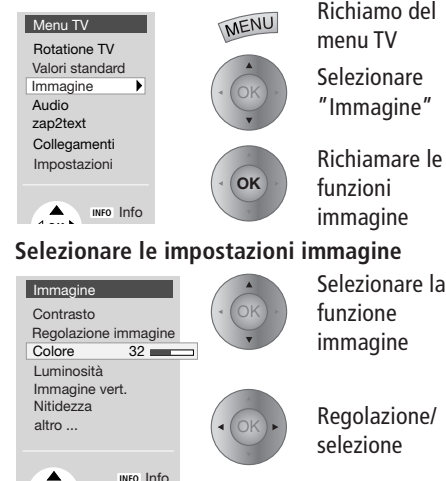 Menu TV
Rotatione TV
Valori standard
Immagine
Audio
zap2text
Collegamenti
Impostazioni
INFO Info
MENU
Richiamo del
menu TV
OK
Selezionare
"Immagine"
OK
Richiamare le
funzioni
immagine
Selezionare le impostazioni immagine
Immagine
Contrasto
Regolazione immagine
Colore 32
Luminosità
Immagine vert.
Nitidezza
altro ...
INFO Info
OK
Selezionare la
funzione
immagine
OK
Regolazione/
selezione